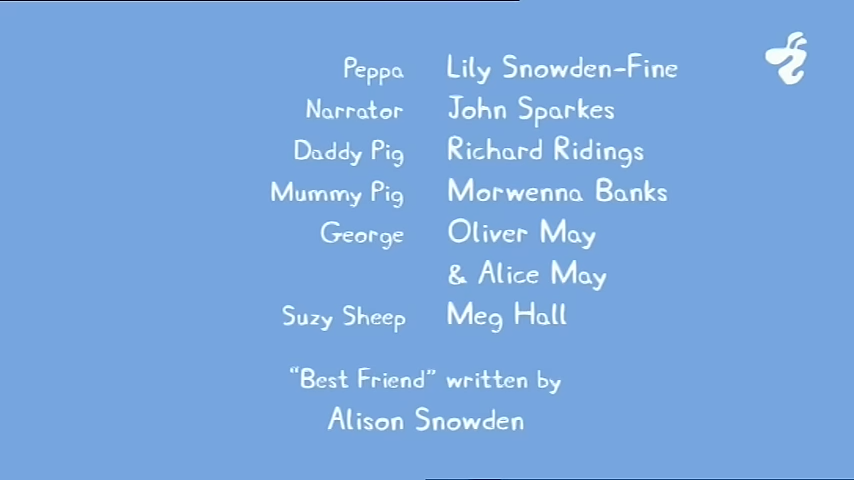 Peppa Lily Snowden-Fine
Narrator John Sparkes
Daddy Pig Richard Ridings
Mummy Pig Morwenna Banks
George Oliver May
& Alice May
Suzy Sheep Meg Hall
“Best Friend” written by
Alison Snowden